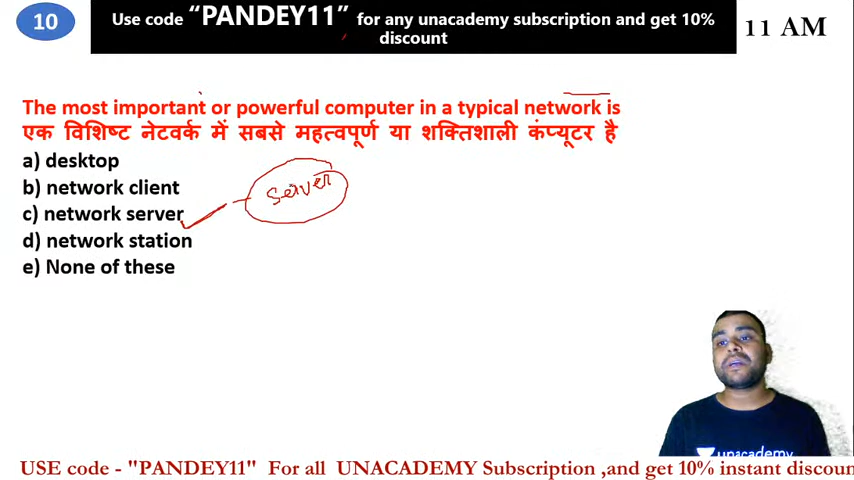 10
Use code “PANDEY11” for any unacademy subscription and get 10%
discount
11 AM
The most important or powerful computer in a typical network is
एक विशिष्ट नेटवर्क में सबसे महत्वपूर्ण या शक्तिशाली कंप्यूटर है
a) desktop
b) network client
c) network server
d) network station
e) None of these
Server
unacademy
USE code - "PANDEY11" For all UNACADEMY Subscription ,and get 10% instant discoun